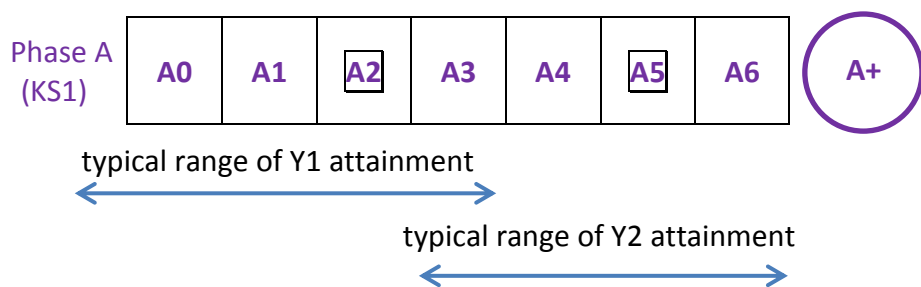 Phase A
(KS1)
A0 A1 A2 A3 A4 A5 A6 A+
typical range of Y1 attainment
typical range of Y2 attainment